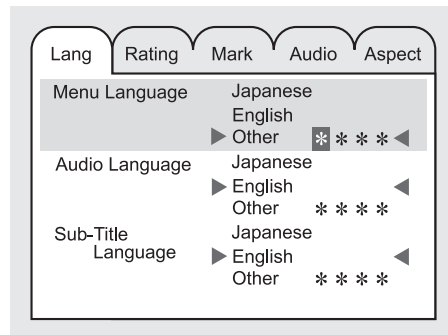 Lang Rating Mark Audio Aspect
Menu Language Japanese
English
Other * * * *
Audio Language Japanese
English
Other * * * *
Sub-Title Japanese
Language English
Other * * * *